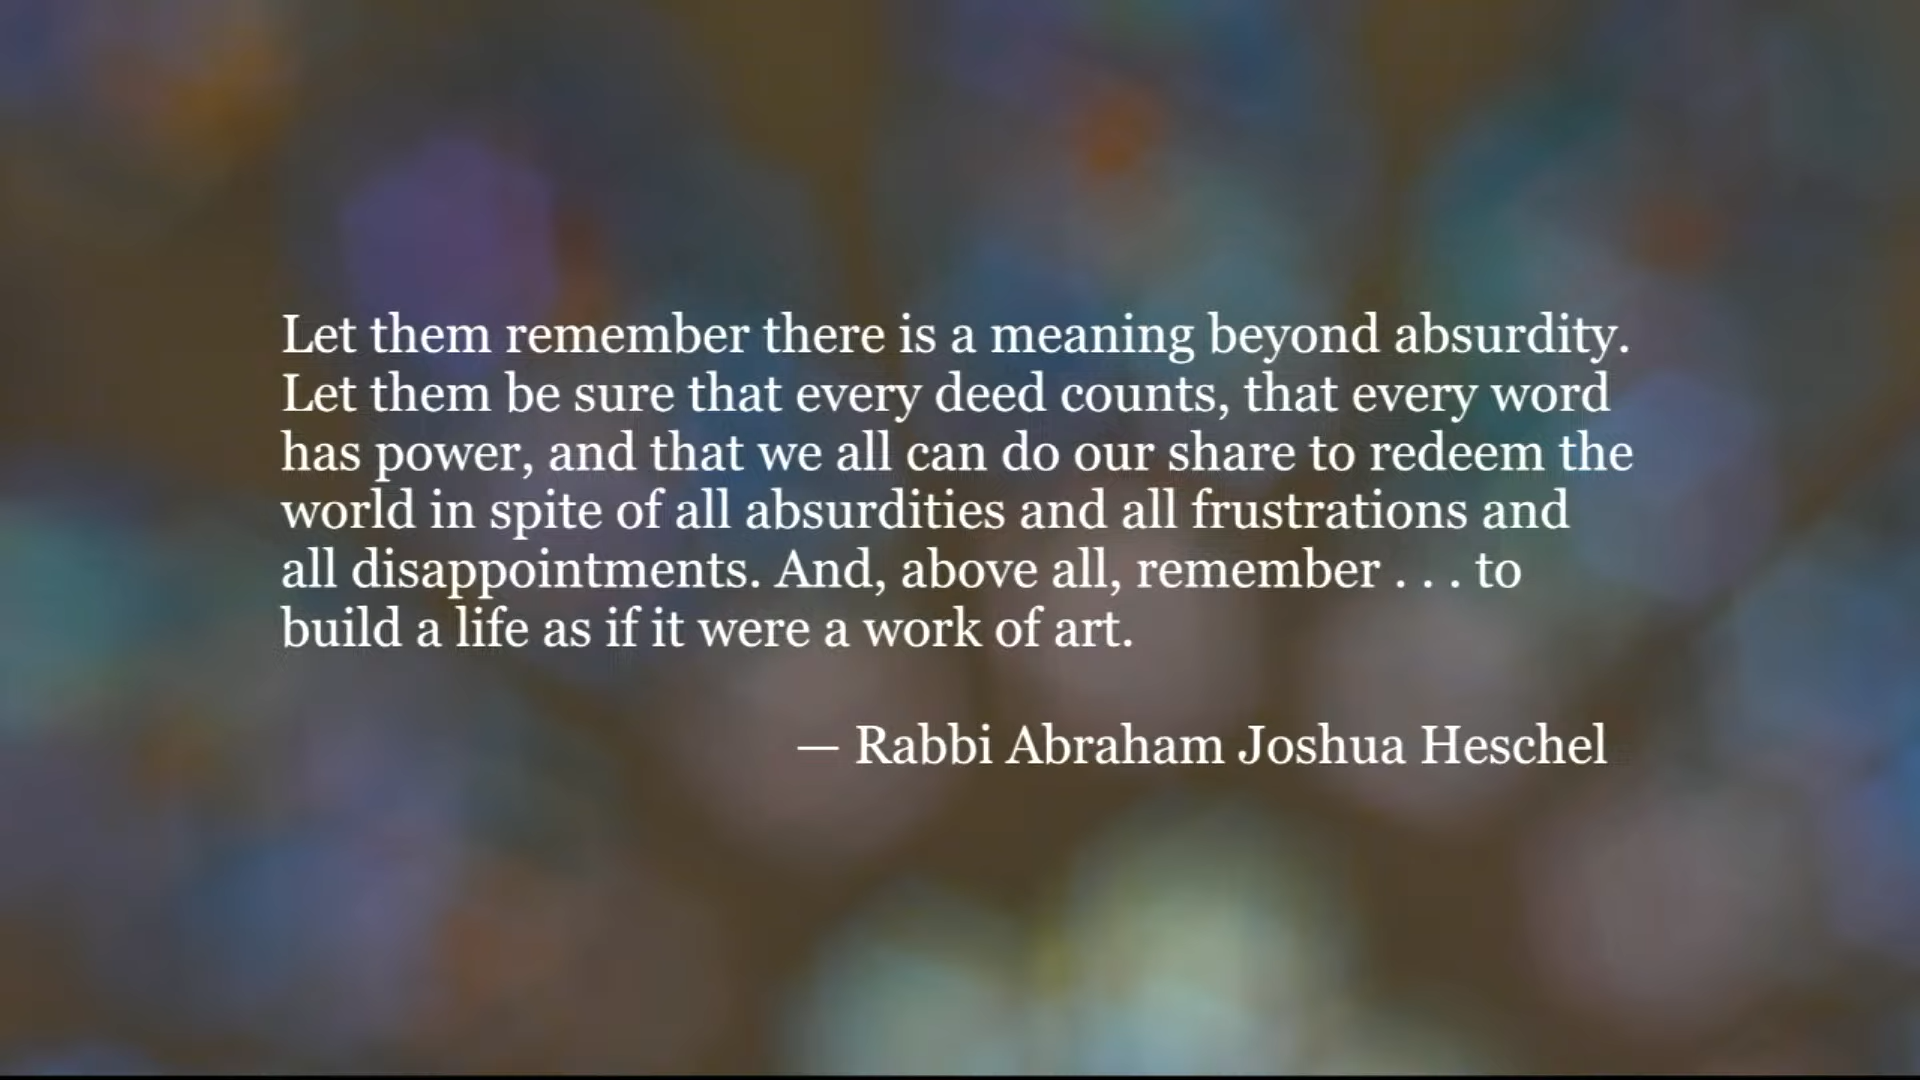 Let them remember there is a meaning beyond absurdity.
Let them be sure that every deed counts, that every word
has power, and that we all can do our share to redeem the
world in spite of all absurdities and all frustrations and
all disappointments. And, above all, remember . . . to
build a life as if it were a work of art.
— Rabbi Abraham Joshua Heschel